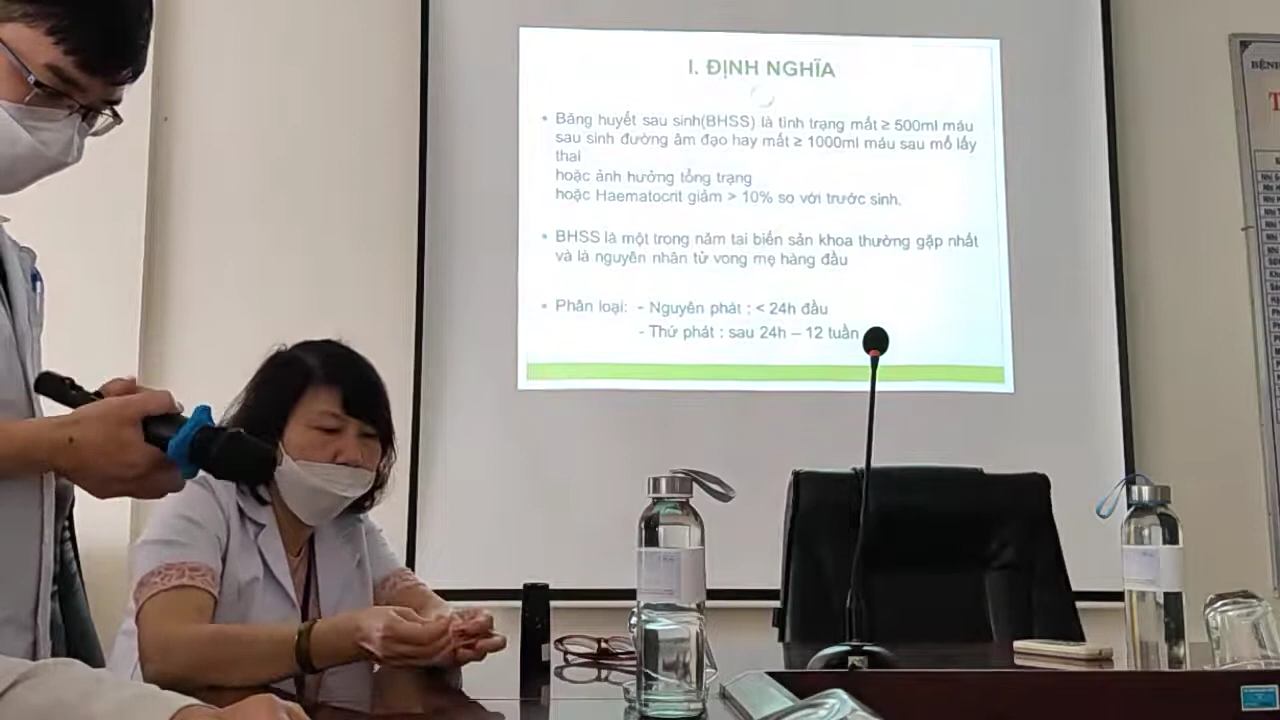 I. ĐỊNH NGHĨA
• Băng huyết sau sinh(BHSS) là tình trạng mất ≥ 500ml máu
sau sinh đường âm đạo hay mất ≥ 1000ml máu sau mổ lấy
thai
hoặc ảnh hưởng tổng trạng
hoặc Haematocrit giảm > 10% so với trước sinh.
• BHSS là một trong năm tai biến sản khoa thường gặp nhất
và là nguyên nhân tử vong mẹ hàng đầu
• Phân loại: - Nguyên phát : < 24h đầu
- Thứ phát : sau 24h – 12 tuần
BỆNH